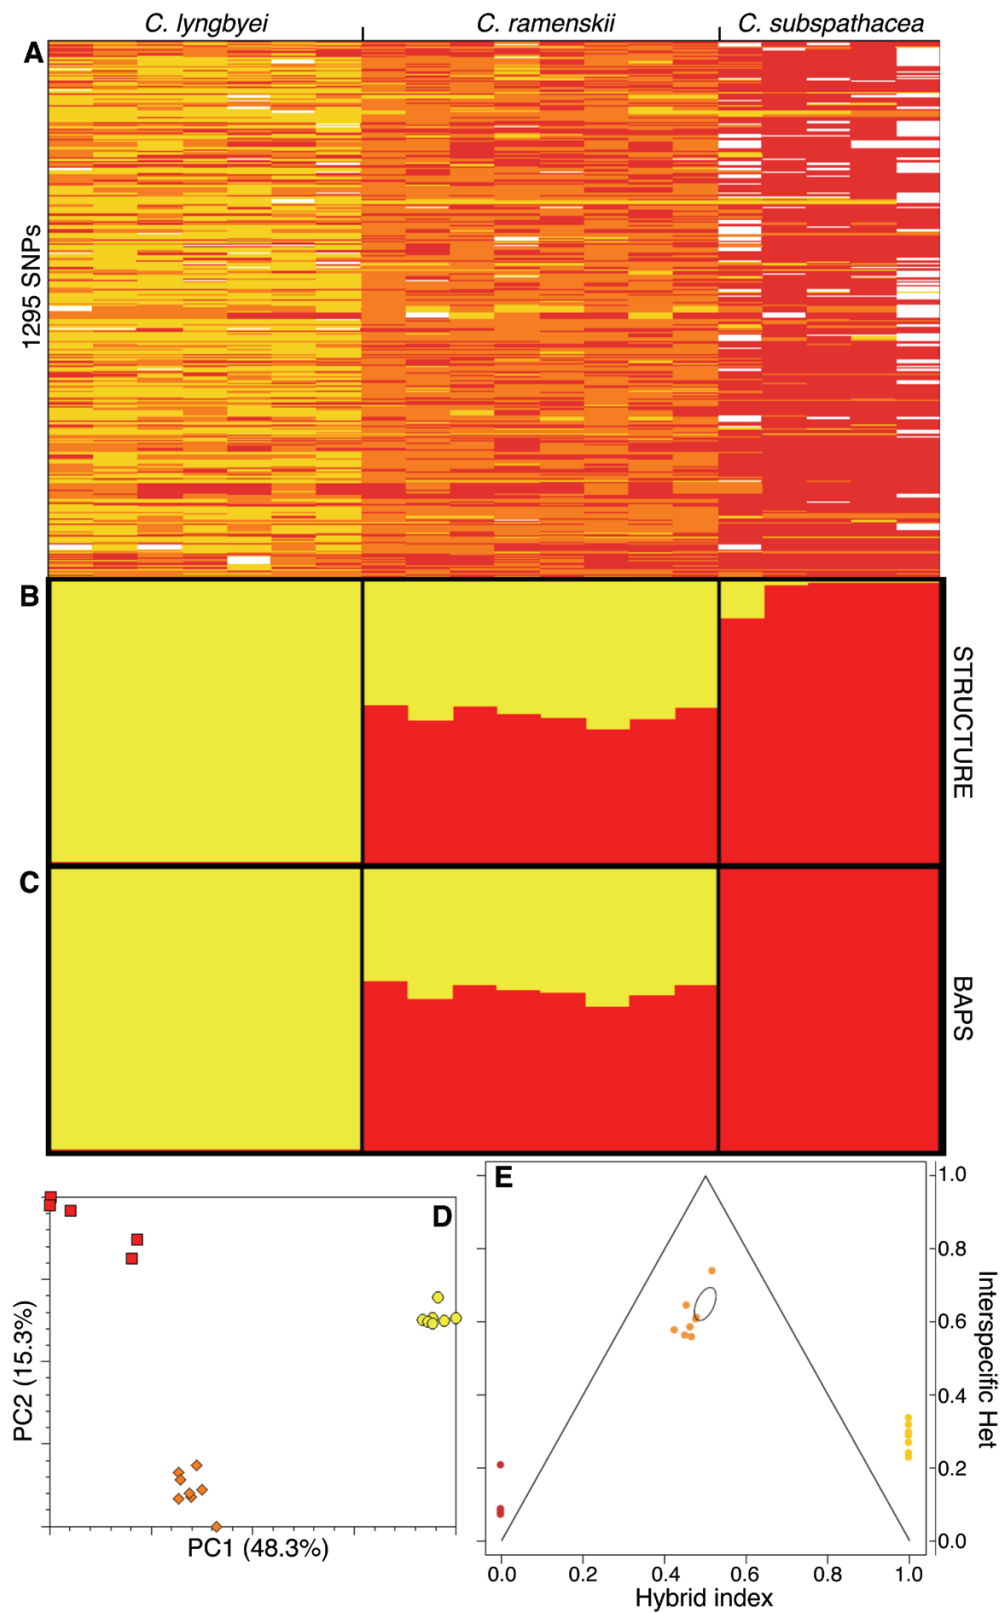 C. lyngbyei C. ramenskii C. subspathacea
A
1295 SNPs
B
STRUCTURE
C
BAPS
D
PC2 (15.3%)
PC1 (48.3%)
E
1.0
0.8
0.6
0.4
0.2
0.0
Interspecific Het
0.0 0.2 0.4 0.6 0.8 1.0
Hybrid index